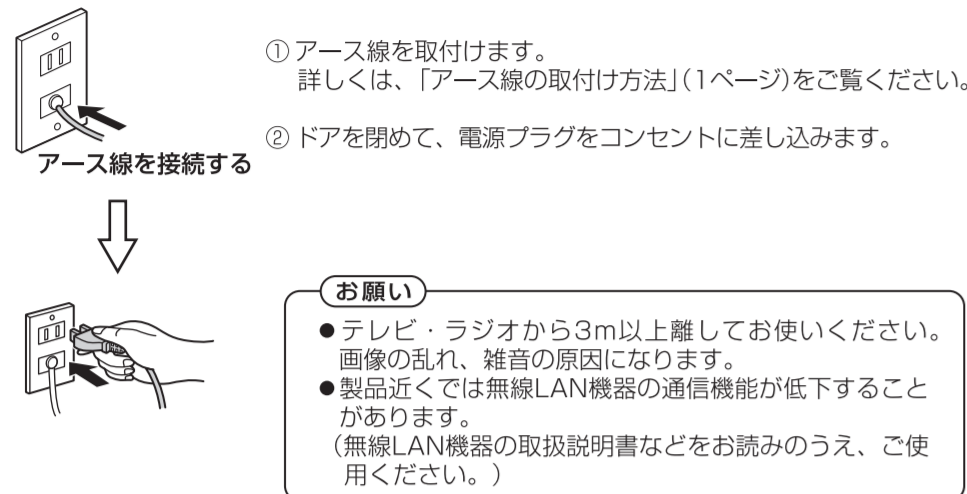 ① アース線を取付けます。
詳しくは、「アース線の取付け方法」(1ページ)をご覧ください。
② ドアを閉めて、電源プラグをコンセントに差し込みます。
アース線を接続する
お願い
●テレビ・ラジオから3m以上離してお使いください。
画像の乱れ、雑音の原因になります。
●製品近くでは無線LAN機器の通信機能が低下すること
があります。
(無線LAN機器の取扱説明書などをお読みのうえ、ご使
用ください。)